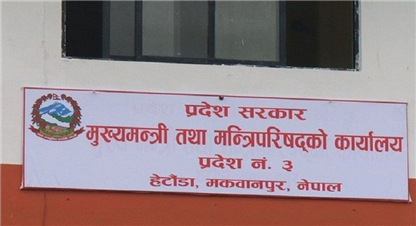 प्रदेश सरकार
मुख्यमन्त्री तथा मन्त्रिपरिषद्को कार्यालय
प्रदेश नं. ३
हेटौंडा, मकवानपुर, नेपाल